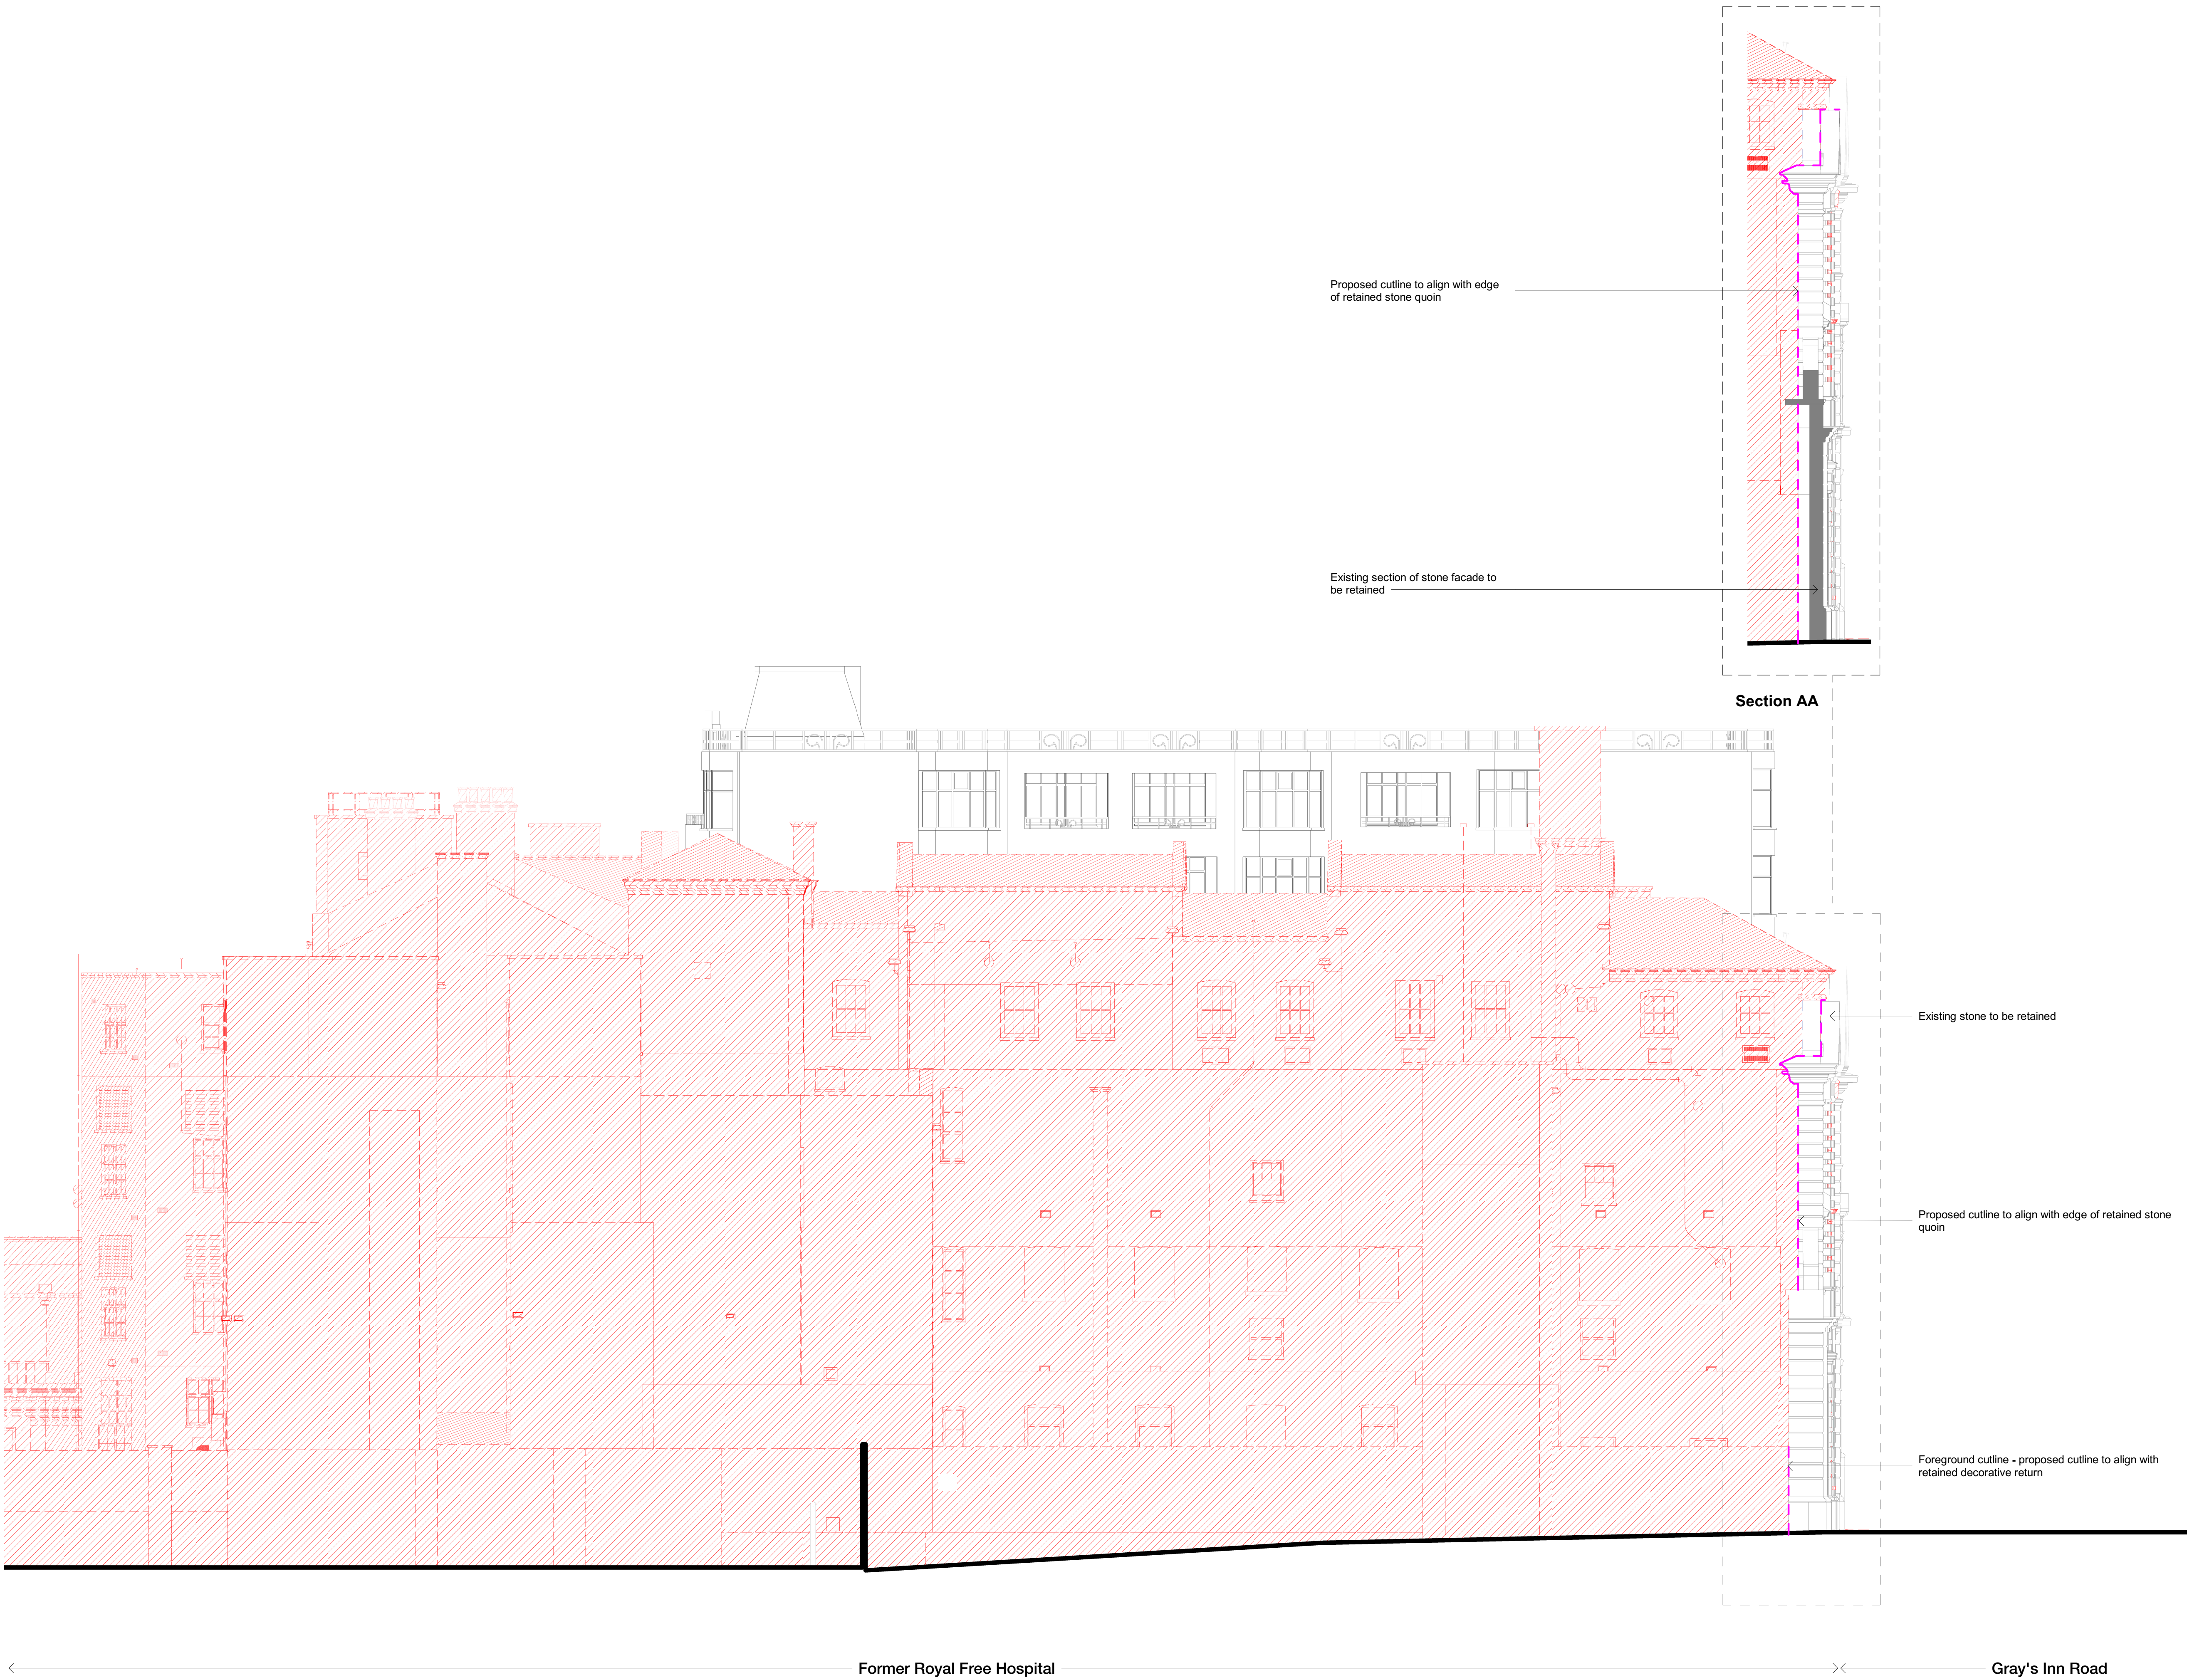 Proposed cutline to align with edge
of retained stone quoin
Existing section of stone facade to
be retained
Section AA
Existing stone to be retained
Proposed cutline to align with edge of retained stone
quoin
Foreground cutline - proposed cutline to align with
retained decorative return
Former Royal Free Hospital
Gray's Inn Road